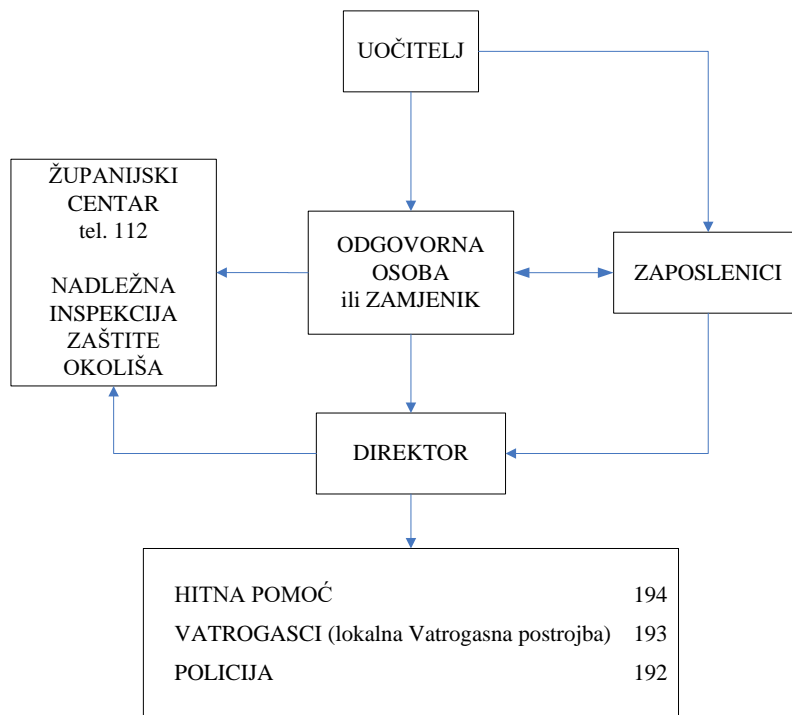 UOČITELJ
ŽUPANIJSKI
CENTAR
tel. 112
NADLEŽNA
INSPEKCIJA
ZAŠTITE
OKOLIŠA
ODGOVORNA
OSOBA
ili ZAMJENIK
ZAPOSLENICI
DIREKTOR
HITNA POMOĆ 194
VATROGASCI (lokalna Vatrogasna postrojba) 193
POLICIJA 192